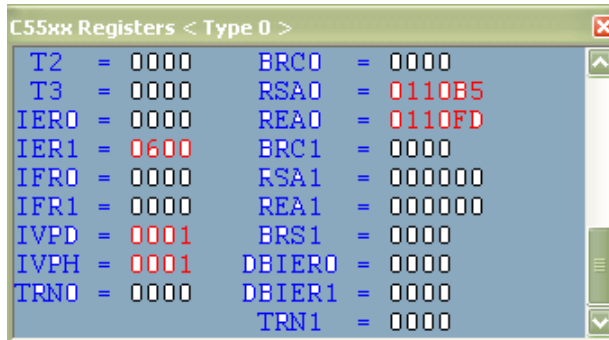 C55xx Registers < Type 0 >
T2 = 0000 BRC0 = 0000
T3 = 0000 RSA0 = 0110B5
IER0 = 0000 REA0 = 0110FD
IER1 = 0600 BRC1 = 0000
IFR0 = 0000 RSA1 = 000000
IFR1 = 0000 REA1 = 000000
IVPD = 0001 BRS1 = 0000
IVPH = 0001 DBIER0 = 0000
TRN0 = 0000 DBIER1 = 0000
TRN1 = 0000